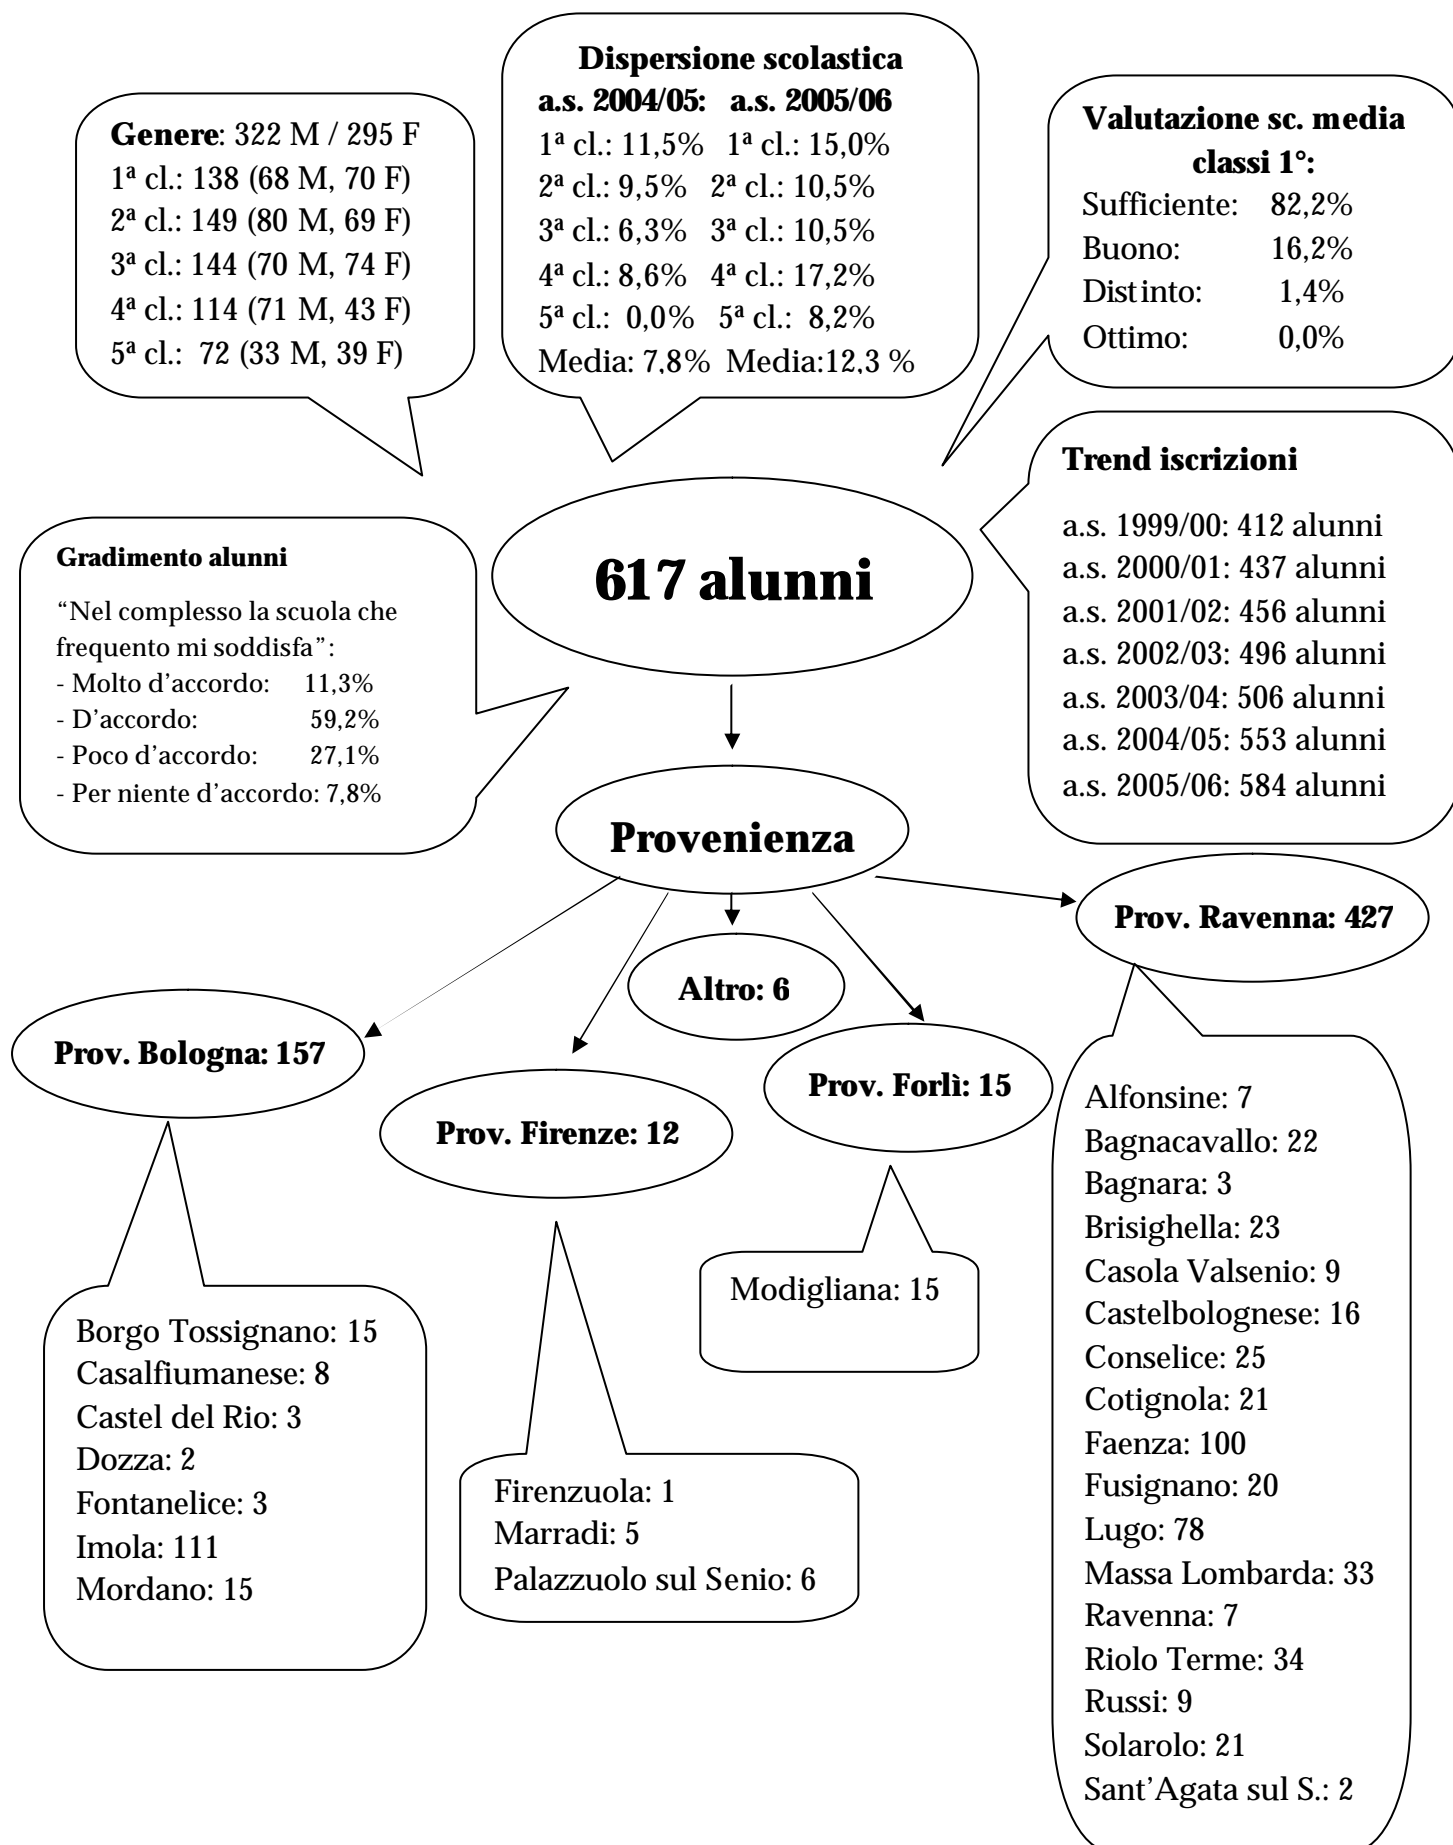 Dispersione scolastica
a.s. 2004/05: a.s. 2005/06
1ª cl.: 11,5% 1ª cl.: 15,0%
2ª cl.: 9,5% 2ª cl.: 10,5%
3ª cl.: 6,3% 3ª cl.: 10,5%
4ª cl.: 8,6% 4ª cl.: 17,2%
5ª cl.: 0,0% 5ª cl.: 8,2%
Media: 7,8% Media:12,3 %
Genere: 322 M / 295 F
1ª cl.: 138 (68 M, 70 F)
2ª cl.: 149 (80 M, 69 F)
3ª cl.: 144 (70 M, 74 F)
4ª cl.: 114 (71 M, 43 F)
5ª cl.: 72 (33 M, 39 F)
Valutazione sc. media
classi 1°:
Sufficiente: 82,2%
Buono: 16,2%
Distinto: 1,4%
Ottimo: 0,0%
Trend iscrizioni
a.s. 1999/00: 412 alunni
a.s. 2000/01: 437 alunni
a.s. 2001/02: 456 alunni
a.s. 2002/03: 496 alunni
a.s. 2003/04: 506 alunni
a.s. 2004/05: 553 alunni
a.s. 2005/06: 584 alunni
617 alunni
Gradimento alunni
“Nel complesso la scuola che
frequento mi soddisfa”:
- Molto d’accordo: 11,3%
- D’accordo: 59,2%
- Poco d’accordo: 27,1%
- Per niente d’accordo: 7,8%
Provenienza
Prov. Ravenna: 427
Altro: 6
Prov. Bologna: 157
Prov. Forlì: 15
Prov. Firenze: 12
Borgo Tossignano: 15
Casalfiumanese: 8
Castel del Rio: 3
Dozza: 2
Fontanelice: 3
Imola: 111
Mordano: 15
Firenzuola: 1
Marradi: 5
Palazzuolo sul Senio: 6
Modigliana: 15
Alfonsine: 7
Bagnacavallo: 22
Bagnara: 3
Brisighella: 23
Casola Valsenio: 9
Castelbolognese: 16
Conselice: 25
Cotignola: 21
Faenza: 100
Fusignano: 20
Lugo: 78
Massa Lombarda: 33
Ravenna: 7
Riolo Terme: 34
Russi: 9
Solarolo: 21
Sant’Agata sul S.: 2